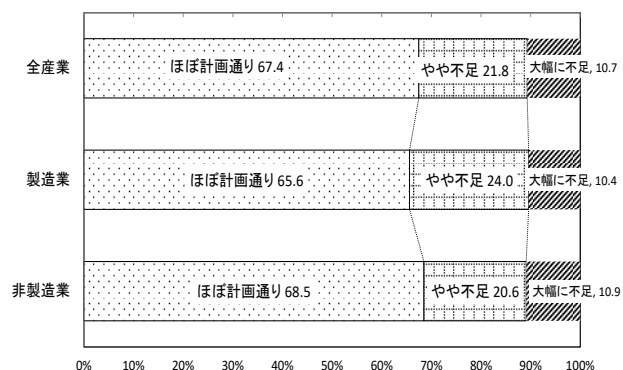 全産業 ほぼ計画通り 67.4 やや不足 21.8 大幅に不足, 10.7
製造業 ほぼ計画通り 65.6 やや不足 24.0 大幅に不足, 10.4
非製造業 ほぼ計画通り 68.5 やや不足 20.6 大幅に不足, 10.9
0% 10% 20% 30% 40% 50% 60% 70% 80% 90% 100%